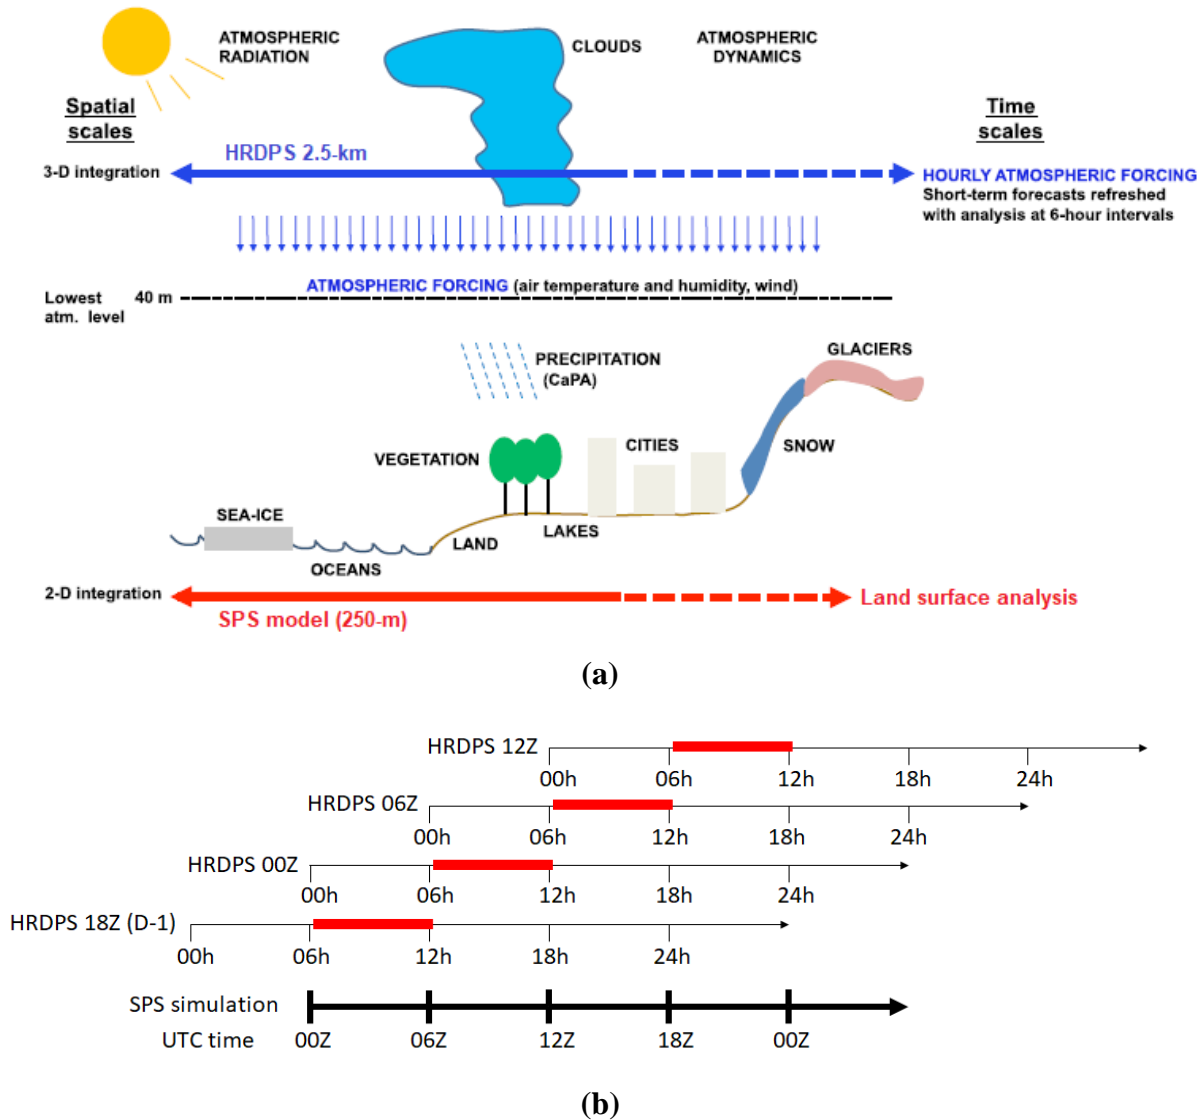 ATMOSPHERIC
RADIATION
CLOUDS
ATMOSPHERIC
DYNAMICS
Spatial
scales
Time
scales
HRDPS 2.5-km
3-D integration
HOURLY ATMOSPHERIC FORCING
Short-term forecasts refreshed
with analysis at 6-hour intervals
ATMOSPHERIC FORCING (air temperature and humidity, wind)
Lowest
atm. level
40 m
PRECIPITATION
(CaPA)
GLACIERS
VEGETATION
CITIES
SNOW
SEA-ICE
LAND
LAKES
OCEANS
2-D integration
SPS model (250-m)
Land surface analysis
(a)
HRDPS 12Z
00h 06h 12h 18h 24h
HRDPS 06Z
00h 06h 12h 18h 24h
HRDPS 00Z
00h 06h 12h 18h 24h
HRDPS 18Z (D-1)
00h 06h 12h 18h 24h
SPS simulation
UTC time 00Z 06Z 12Z 18Z 00Z
(b)